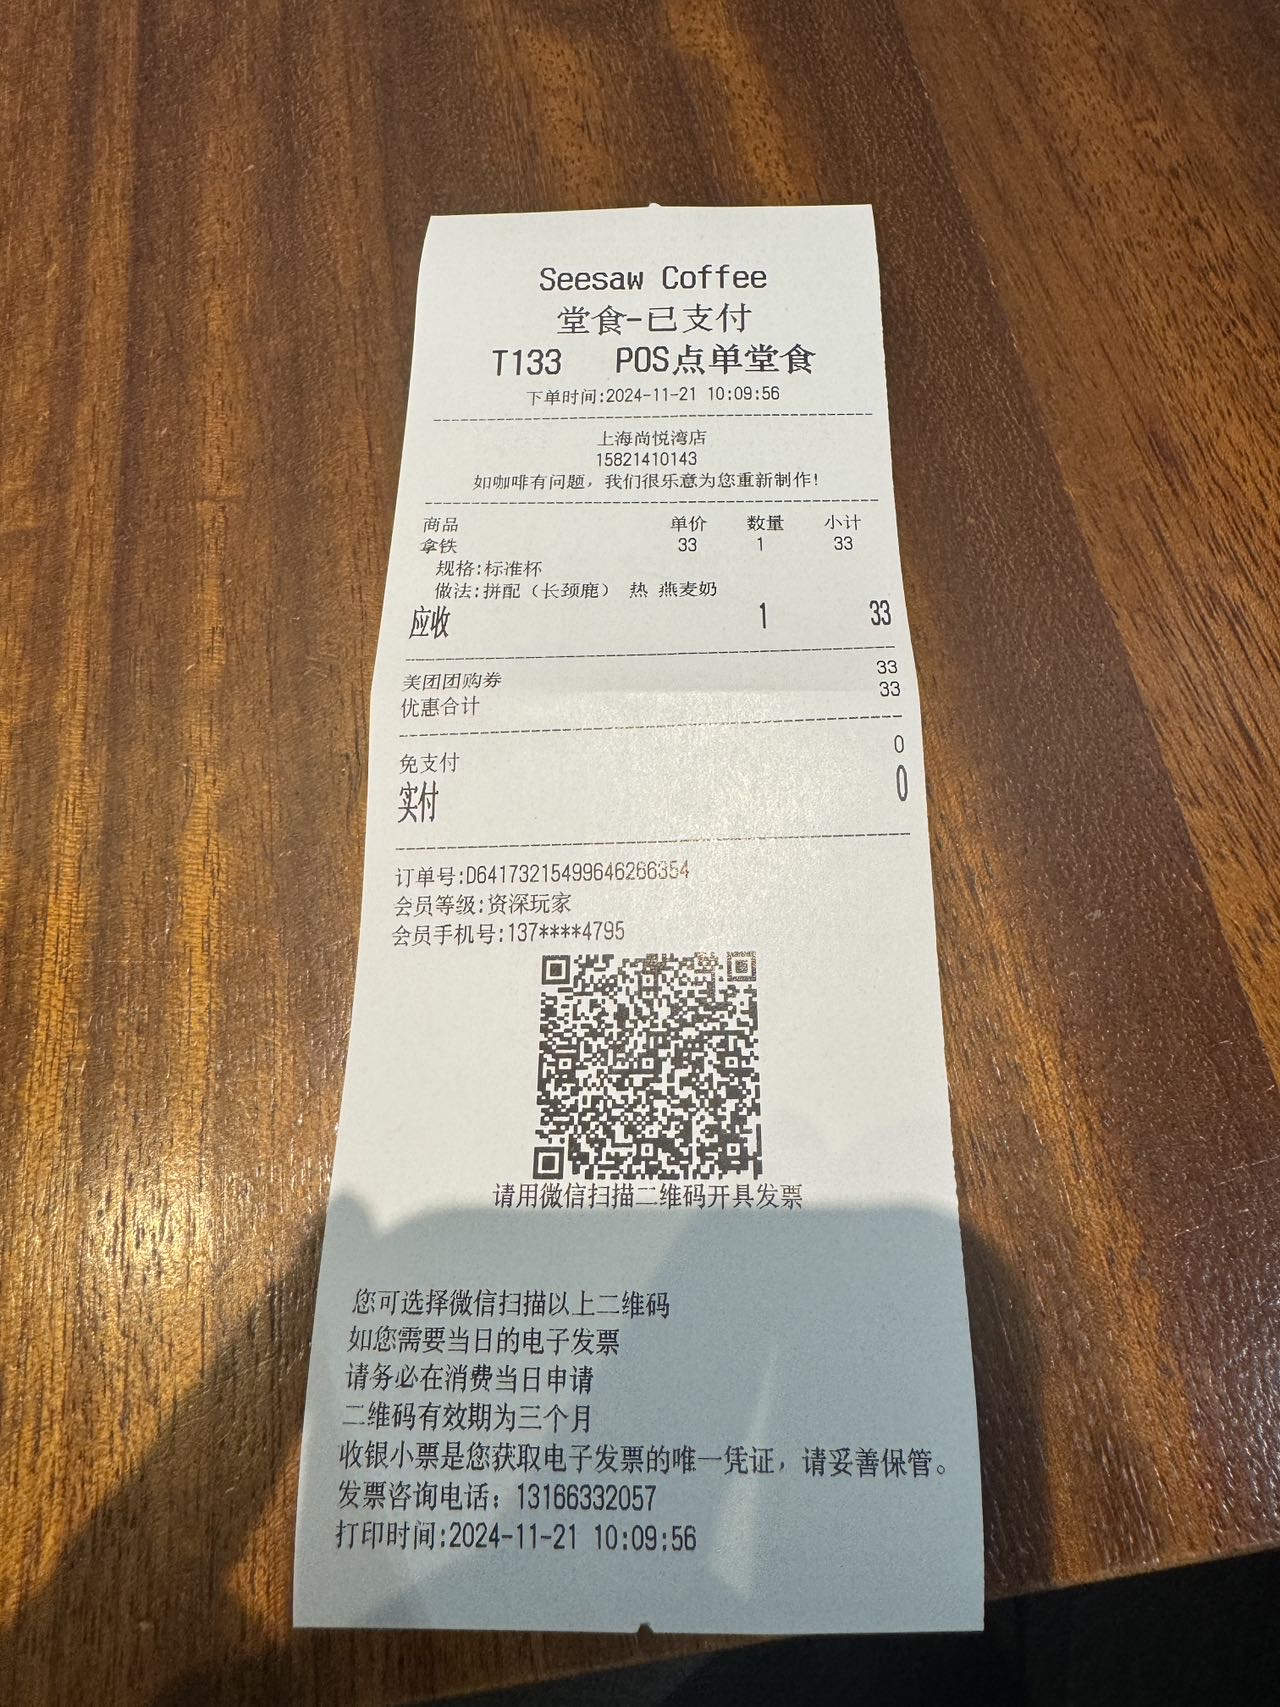 Seesaw Coffee
堂食-已支付
T133 POS点单堂食
下单时间:2024-11-21 10:09:56
上海尚悦湾店
15821410143
如咖啡有问题，我们很乐意为您重新制作!
商品 单价 数量 小计
拿铁 33 1 33
规格:标准杯
做法:拼配（长颈鹿） 热 燕麦奶
应收 1 33
美团团购券 33
优惠合计 33
免支付 0
实付 0
订单号:D64173215499646266354
会员等级:资深玩家
会员手机号:137****4795
请用微信扫描二维码开具发票
您可选择微信扫描以上二维码
如您需要当日的电子发票
请务必在消费当日申请
二维码有效期为三个月
收银小票是您获取电子发票的唯一凭证，请妥善保管。
发票咨询电话：13166332057
打印时间:2024-11-21 10:09:56